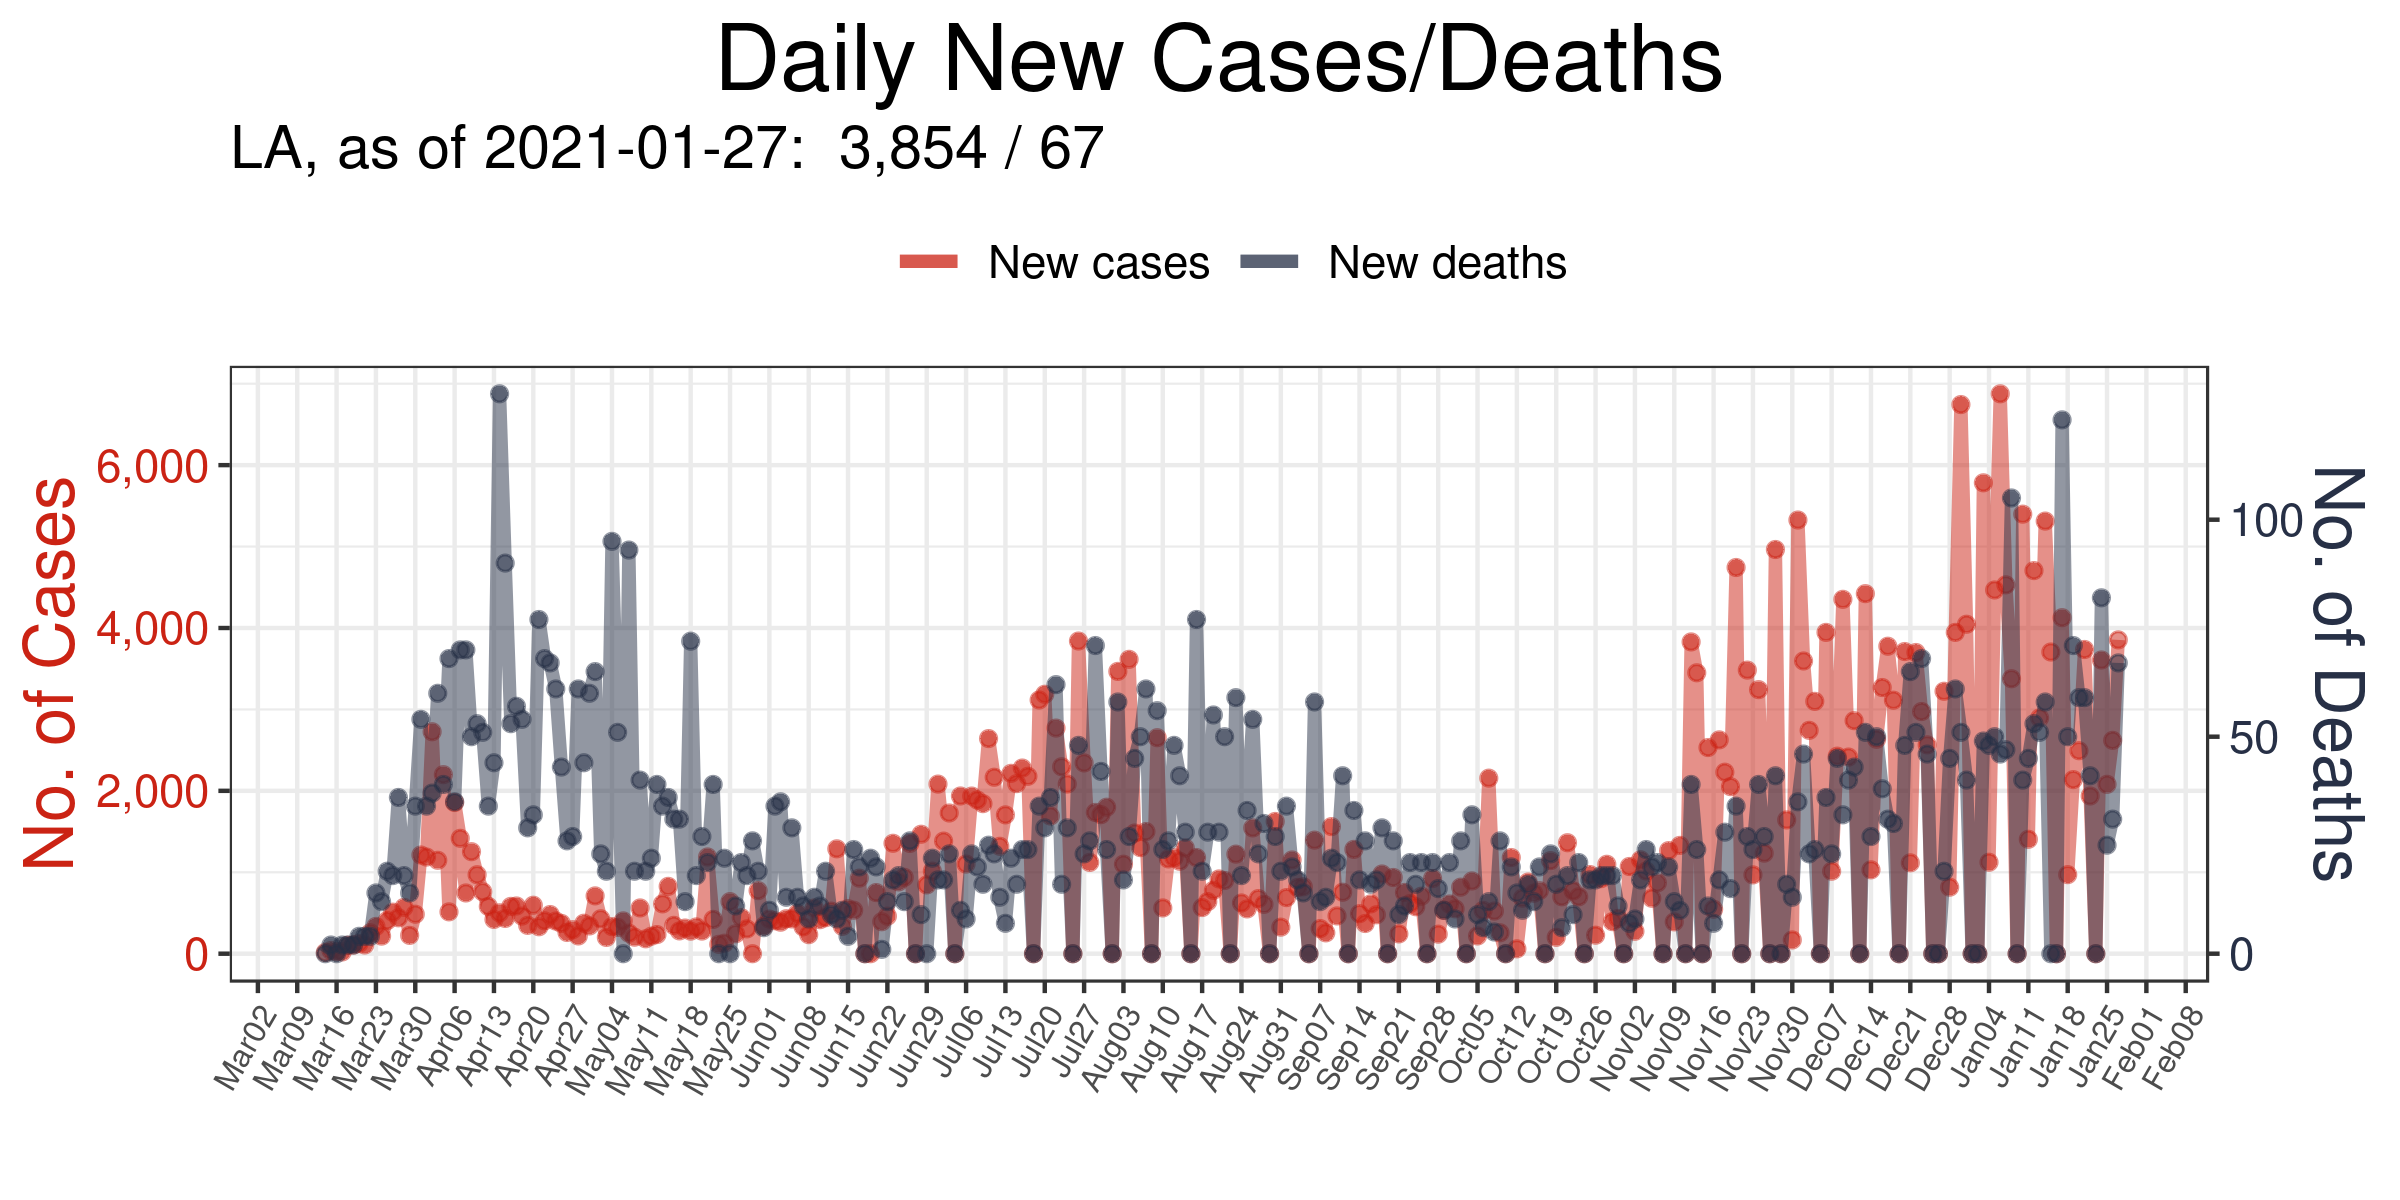 Daily New Cases/Deaths
LA, as of 2021-01-27: 3,854 / 67
New cases
New deaths
No. of Cases
6,000
4,000
2,000
0
No. of Deaths
100
50
0
Mar02 Mar09 Mar16 Mar23 Mar30 Apr06 Apr13 Apr20 Apr27 May04 May11 May18 May25 Jun01 Jun08 Jun15 Jun22 Jun29 Jul06 Jul13 Jul20 Jul27 Aug03 Aug10 Aug17 Aug24 Aug31 Sep07 Sep14 Sep21 Sep28 Oct05 Oct12 Oct19 Oct26 Nov02 Nov09 Nov16 Nov23 Nov30 Dec07 Dec14 Dec21 Dec28 Jan04 Jan11 Jan18 Jan25 Feb01 Feb08